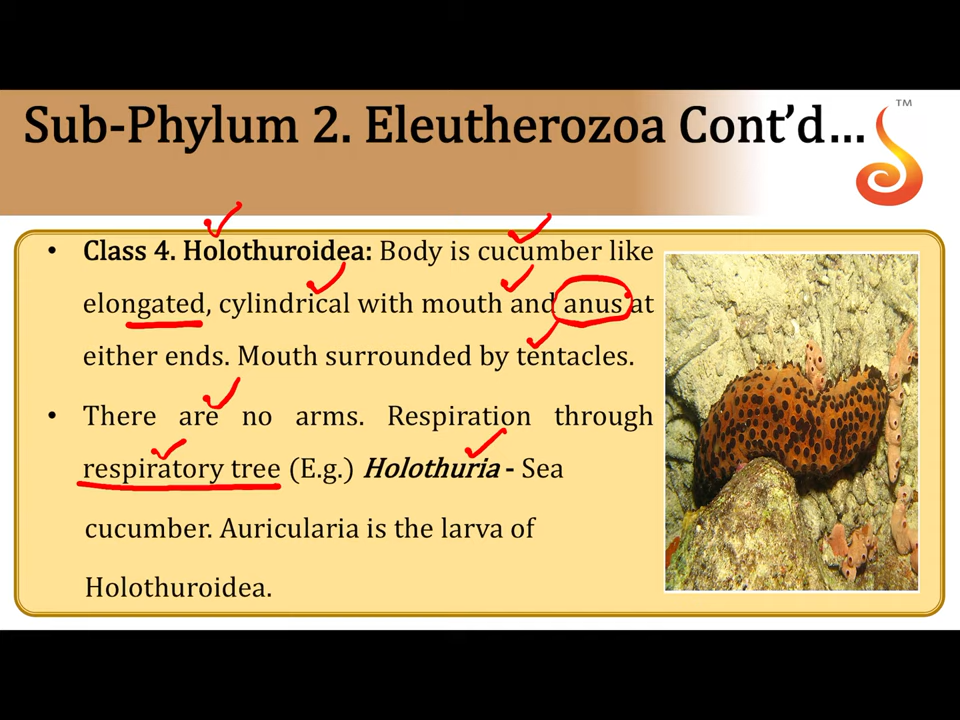 Sub-Phylum 2. Eleutherozoa Cont’d…
TM
• Class 4. Holothuroidea: Body is cucumber like
elongated, cylindrical with mouth and anus at
either ends. Mouth surrounded by tentacles.
• There are no arms. Respiration through
respiratory tree (E.g.) Holothuria - Sea
cucumber. Auricularia is the larva of
Holothuroidea.